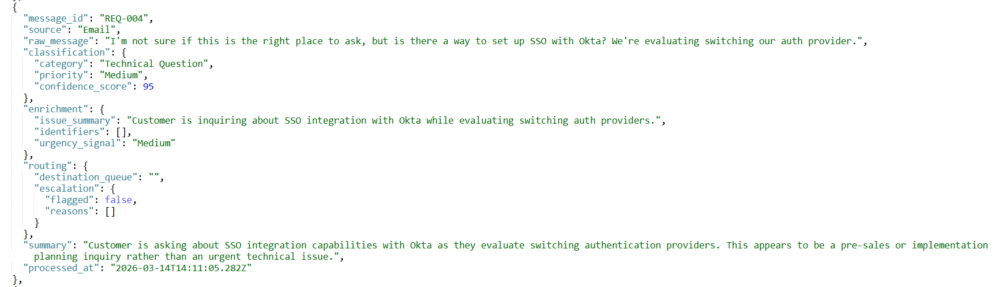 {
"message_id": "REQ-004",
"source": "Email",
"raw_message": "I'm not sure if this is the right place to ask, but is there a way to set up SSO with Okta? We're evaluating switching our auth provider.",
"classification": {
"category": "Technical Question",
"priority": "Medium",
"confidence_score": 95
},
"enrichment": {
"issue_summary": "Customer is inquiring about SSO integration with Okta while evaluating switching auth providers.",
"identifiers": [],
"urgency_signal": "Medium"
},
"routing": {
"destination_queue": "",
"escalation": {
"flagged": false,
"reasons": []
}
},
"summary": "Customer is asking about SSO integration capabilities with Okta as they evaluate switching authentication providers. This appears to be a pre-sales or implementation
planning inquiry rather than an urgent technical issue.",
"processed_at": "2026-03-14T14:11:05.282Z"
},